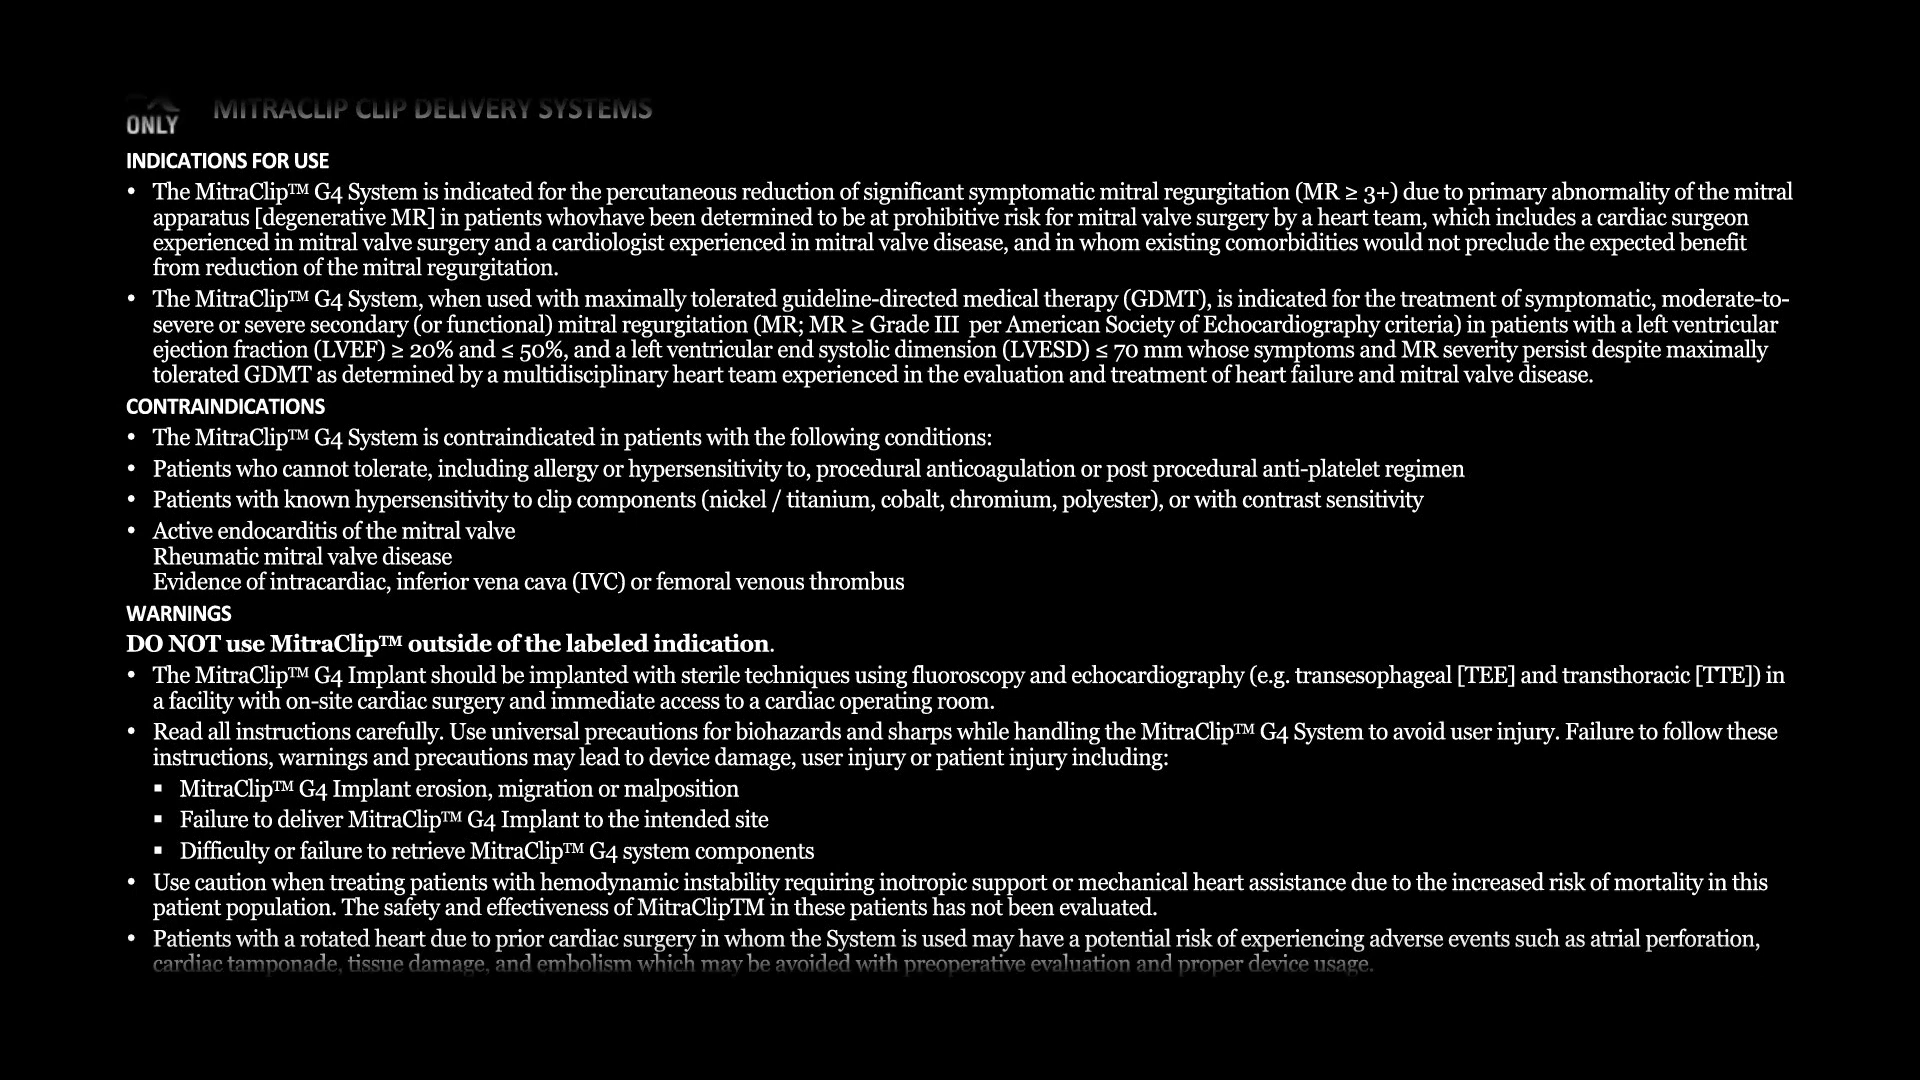 ONLY MITRACLIP CLIP DELIVERY SYSTEMS
INDICATIONS FOR USE
• The MitraClip™ G4 System is indicated for the percutaneous reduction of significant symptomatic mitral regurgitation (MR ≥ 3+) due to primary abnormality of the mitral
apparatus [degenerative MR] in patients whovhave been determined to be at prohibitive risk for mitral valve surgery by a heart team, which includes a cardiac surgeon
experienced in mitral valve surgery and a cardiologist experienced in mitral valve disease, and in whom existing comorbidities would not preclude the expected benefit
from reduction of the mitral regurgitation.
• The MitraClip™ G4 System, when used with maximally tolerated guideline-directed medical therapy (GDMT), is indicated for the treatment of symptomatic, moderate-to-
severe or severe secondary (or functional) mitral regurgitation (MR; MR ≥ Grade III per American Society of Echocardiography criteria) in patients with a left ventricular
ejection fraction (LVEF) ≥ 20% and ≤ 50%, and a left ventricular end systolic dimension (LVESD) ≤ 70 mm whose symptoms and MR severity persist despite maximally
tolerated GDMT as determined by a multidisciplinary heart team experienced in the evaluation and treatment of heart failure and mitral valve disease.
CONTRAINDICATIONS
• The MitraClip™ G4 System is contraindicated in patients with the following conditions:
• Patients who cannot tolerate, including allergy or hypersensitivity to, procedural anticoagulation or post procedural anti-platelet regimen
• Patients with known hypersensitivity to clip components (nickel / titanium, cobalt, chromium, polyester), or with contrast sensitivity
• Active endocarditis of the mitral valve
Rheumatic mitral valve disease
Evidence of intracardiac, inferior vena cava (IVC) or femoral venous thrombus
WARNINGS
DO NOT use MitraClip™ outside of the labeled indication.
• The MitraClip™ G4 Implant should be implanted with sterile techniques using fluoroscopy and echocardiography (e.g. transesophageal [TEE] and transthoracic [TTE]) in
a facility with on-site cardiac surgery and immediate access to a cardiac operating room.
• Read all instructions carefully. Use universal precautions for biohazards and sharps while handling the MitraClip™ G4 System to avoid user injury. Failure to follow these
instructions, warnings and precautions may lead to device damage, user injury or patient injury including:
▪ MitraClip™ G4 Implant erosion, migration or malposition
▪ Failure to deliver MitraClip™ G4 Implant to the intended site
▪ Difficulty or failure to retrieve MitraClip™ G4 system components
• Use caution when treating patients with hemodynamic instability requiring inotropic support or mechanical heart assistance due to the increased risk of mortality in this
patient population. The safety and effectiveness of MitraClipTM in these patients has not been evaluated.
• Patients with a rotated heart due to prior cardiac surgery in whom the System is used may have a potential risk of experiencing adverse events such as atrial perforation,
cardiac tamponade, tissue damage, and embolism which may be avoided with preoperative evaluation and proper device usage.